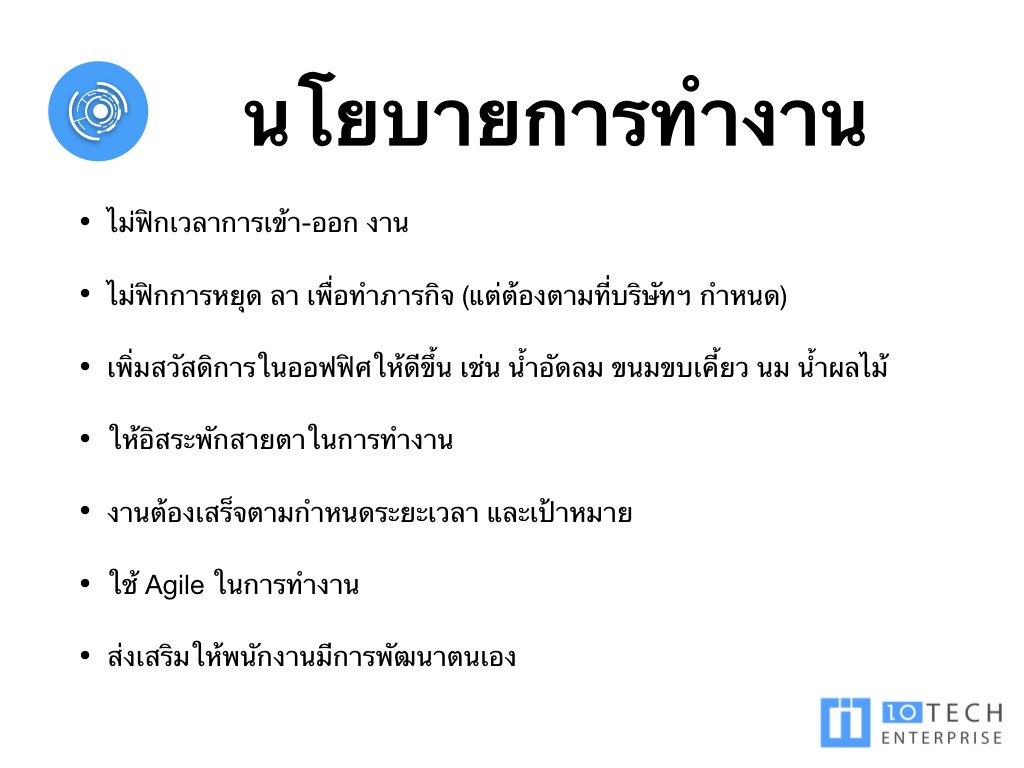 นโยบายการทำงาน
• ไม่ฟิกเวลาการเข้า-ออก งาน
• ไม่ฟิกการหยุด ลา เพื่อทำภารกิจ (แต่ต้องตามที่บริษัทฯ กำหนด)
• เพิ่มสวัสดิการในออฟฟิศให้ดีขึ้น เช่น น้ำอัดลม ขนมขบเคี้ยว นม น้ำผลไม้
• ให้อิสระพักสายตาในการทำงาน
• งานต้องเสร็จตามกำหนดระยะเวลา และเป้าหมาย
• ใช้ Agile ในการทำงาน
• ส่งเสริมให้พนักงานมีการพัฒนาตนเอง
10 TECH
ENTERPRISE